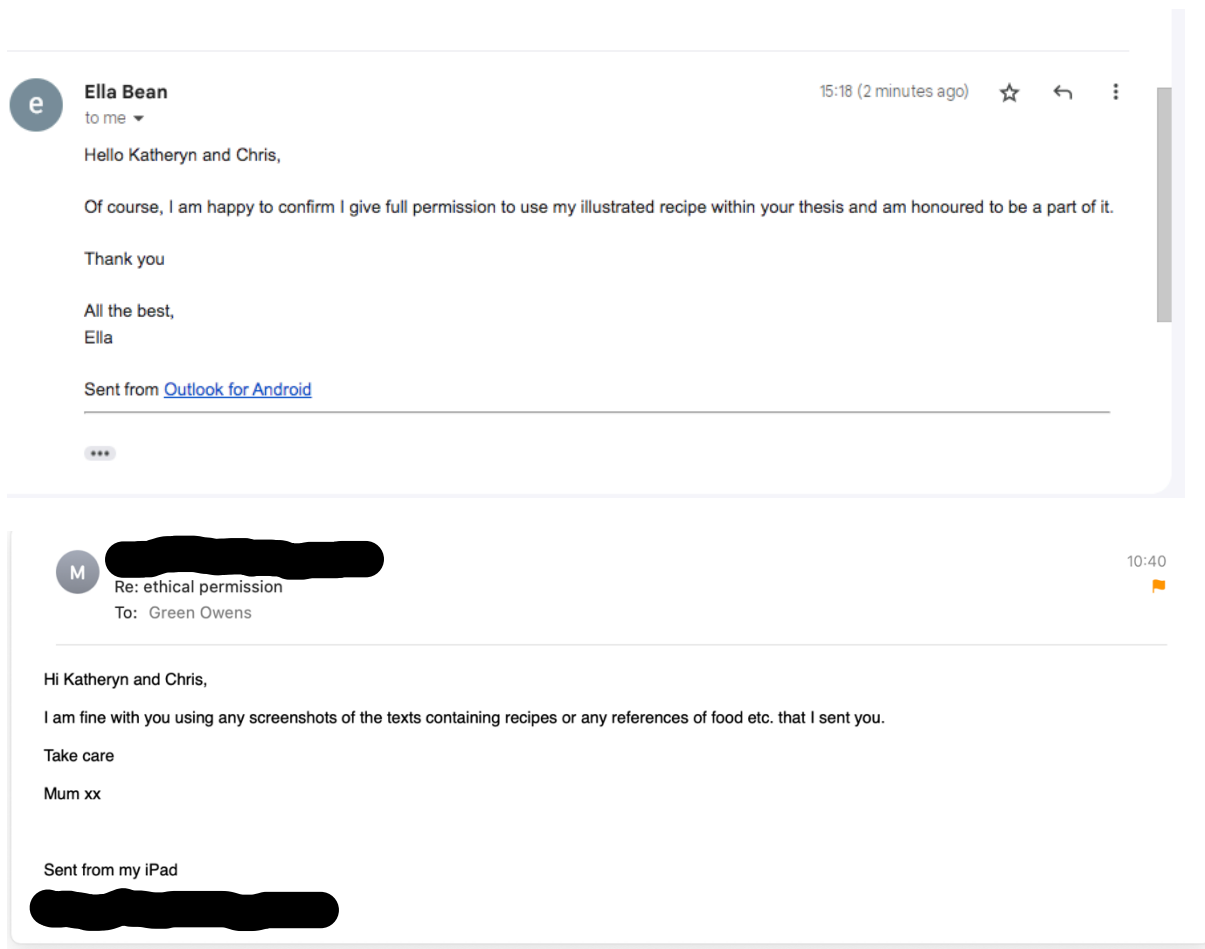 e
Ella Bean
15:18 (2 minutes ago)
to me
Hello Katheryn and Chris,
Of course, I am happy to confirm I give full permission to use my illustrated recipe within your thesis and am honoured to be a part of it.
Thank you
All the best,
Ella
Sent from Outlook for Android
M
10:40
Re: ethical permission
To: Green Owens
Hi Katheryn and Chris,
I am fine with you using any screenshots of the texts containing recipes or any references of food etc. that I sent you.
Take care
Mum xx
Sent from my iPad